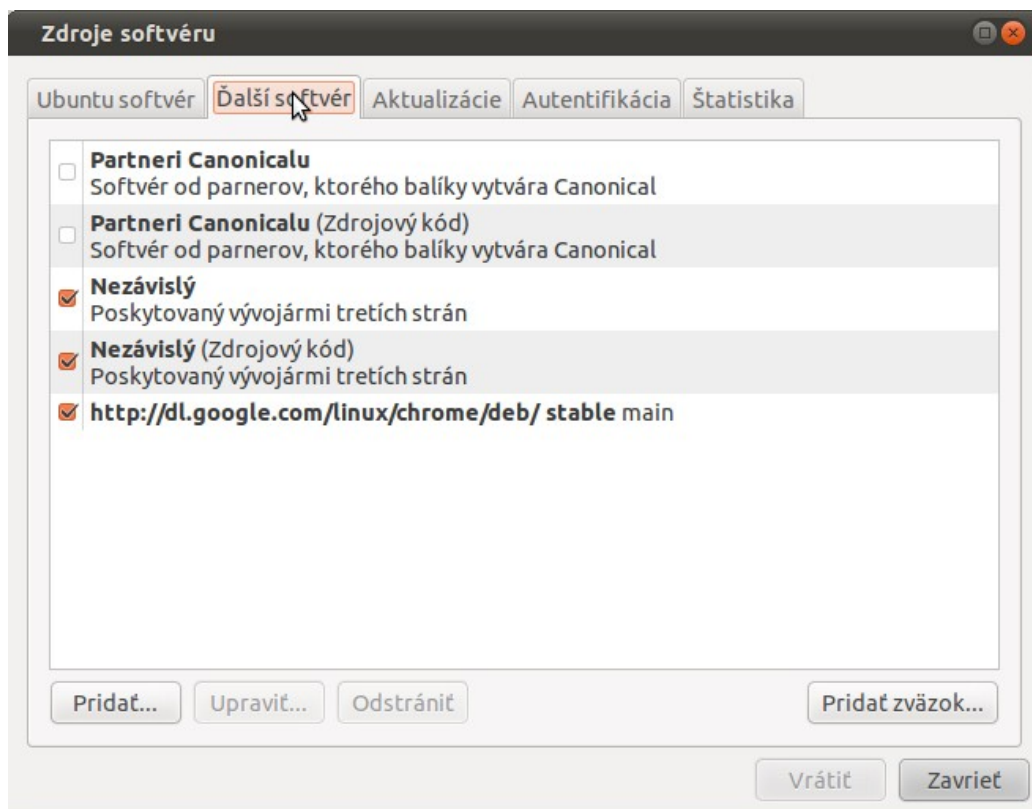 Zdroje softvéru
Ubuntu softvér Ďalší softvér Aktualizácie Autentifikácia Štatistika
Partneri Canonicalu
Softvér od parnerov, ktorého balíky vytvára Canonical
Partneri Canonicalu (Zdrojový kód)
Softvér od parnerov, ktorého balíky vytvára Canonical
Nezávislý
Poskytovaný vývojármi tretích strán
Nezávislý (Zdrojový kód)
Poskytovaný vývojármi tretích strán
http://dl.google.com/linux/chrome/deb/ stable main
Pridať... Upraviť... Odstrániť Pridať zväzok...
Vrátiť Zavrieť